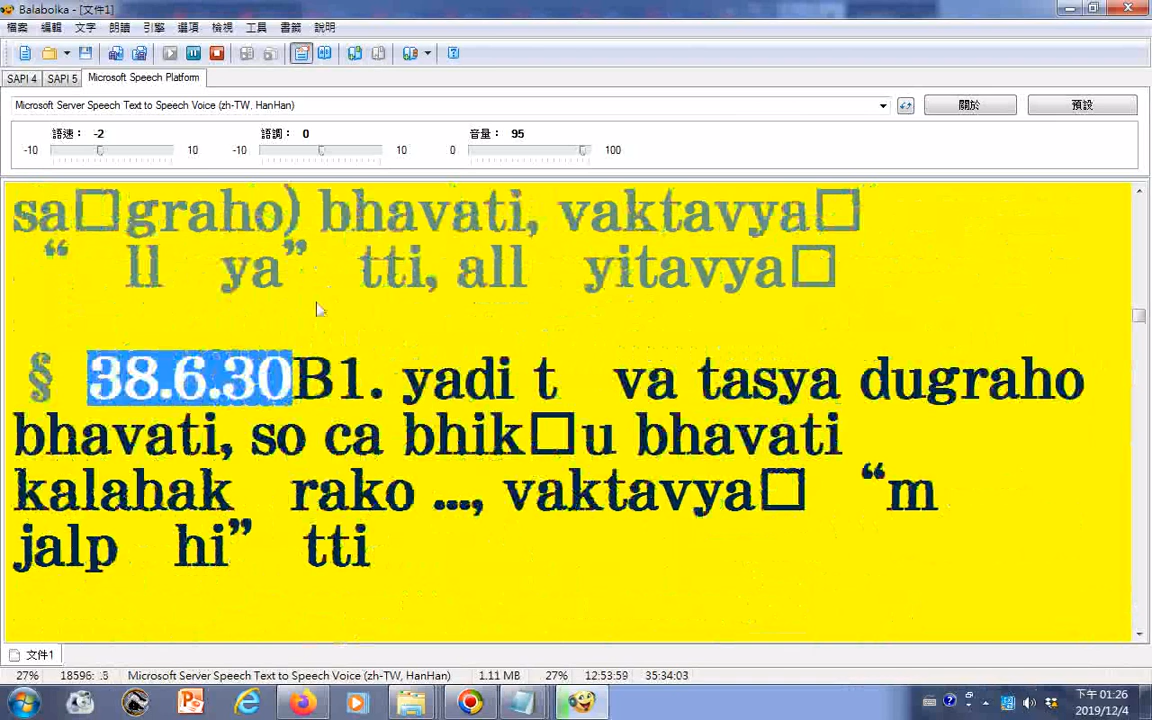 Balabolka - [文件1]
檔案 編輯 文字 朗讀 引擎 選項 檢視 工具 書籤 說明
SAPI 4 SAPI 5 Microsoft Speech Platform
Microsoft Server Speech Text to Speech Voice (zh-TW, HanHan) 關於 預設
語速： -2 語調： 0 音量： 95
-10 10 -10 10 0 100
sa□graho) bhavati, vaktavya□
“ ll ya” tti, all yitavya□
§ 38.6.30B1. yadi t va tasya dugraho
bhavati, so ca bhik□u bhavati
kalahak rako ..., vaktavya□ “m
jalp hi” tti
文件1
27% Microsoft Server Speech Text to Speech Voice (zh-TW, HanHan) 1.11 MB 27% 12:53:59 35:34:03
下午 01:26
2019/12/4